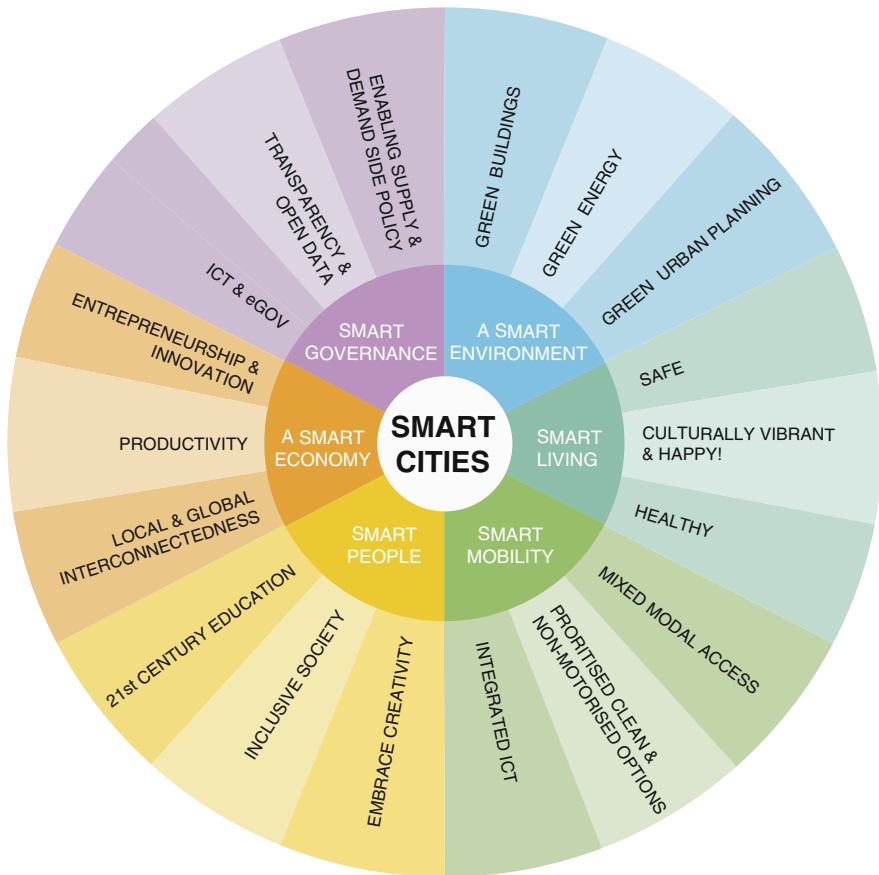 SMART
CITIES
A SMART
ENVIRONMENT
GREEN BUILDINGS
GREEN ENERGY
GREEN URBAN PLANNING
SMART
LIVING
SAFE
CULTURALLY VIBRANT
& HAPPY!
HEALTHY
SMART
MOBILITY
MIXED MODAL ACCESS
PRORITISED CLEAN &
NON-MOTORISED OPTIONS
INTEGRATED ICT
SMART
PEOPLE
EMBRACE CREATIVITY
INCLUSIVE SOCIETY
21st CENTURY EDUCATION
A SMART
ECONOMY
LOCAL & GLOBAL
INTERCONNECTEDNESS
PRODUCTIVITY
ENTREPRENEURSHIP &
INNOVATION
SMART
GOVERNANCE
ICT & eGOV
TRANSPARENCY &
OPEN DATA
ENABLING SUPPLY &
DEMAND SIDE POLICY